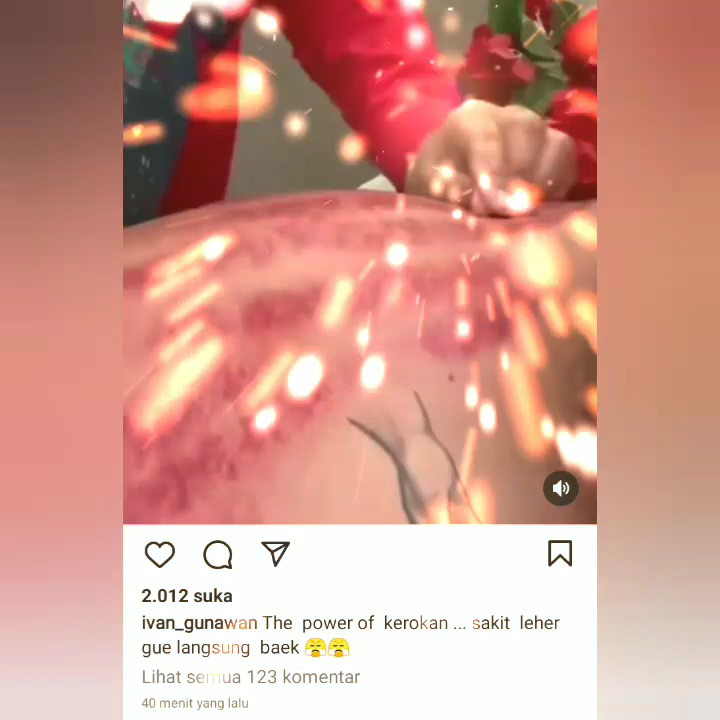 2.012 suka
ivan_gunawan The power of kerokan ... sakit leher
gue langsung baek 😤😤
Lihat semua 123 komentar
40 menit yang lalu